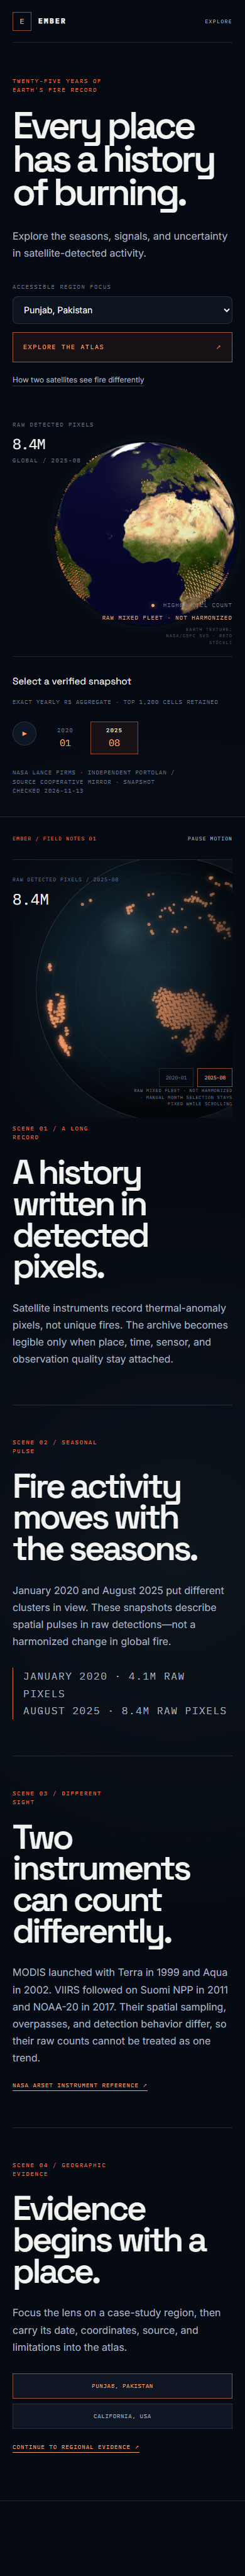 E EMBER EXPLORE
TWENTY-FIVE YEARS OF
EARTH'S FIRE RECORD
Every place
has a history
of burning.
Explore the seasons, signals, and uncertainty
in satellite-detected activity.
ACCESSIBLE REGION FOCUS
Punjab, Pakistan
EXPLORE THE ATLAS ↗
How two satellites see fire differently
RAW DETECTED PIXELS
8.4M
GLOBAL / 2025-08
RAW MIXED FLEET · NOT HARMONIZED
Select a verified snapshot
EXACT YEARLY RS AGGREGATE · TOP 1,200 CELLS RETAINED
2020
01
2025
08
NASA LANCE FIRMS · INDEPENDENT PORTOLAN /
SOURCE COOPERATIVE MIRROR · SNAPSHOT
CHECKED 2026-11-13
EMBER / FIELD NOTES 01 PAUSE MOTION
RAW DETECTED PIXELS / 2025-08
8.4M
2020-01 2025-08
RAW MIXED FLEET · NOT HARMONIZED
· MANUAL MONTH SELECTION STAYS
FIXED WHILE SCROLLING
SCENE 01 / A LONG
RECORD
A history
written in
detected
pixels.
Satellite instruments record thermal-anomaly
pixels, not unique fires. The archive becomes
legible only when place, time, sensor, and
observation quality stay attached.
SCENE 02 / SEASONAL
PULSE
Fire activity
moves with
the seasons.
January 2020 and August 2025 put different
clusters in view. These snapshots describe
spatial pulses in raw detections—not a
harmonized change in global fire.
JANUARY 2020 · 4.1M RAW
PIXELS
AUGUST 2025 · 8.4M RAW PIXELS
SCENE 03 / DIFFERENT
SIGHT
Two
instruments
can count
differently.
MODIS launched with Terra in 1999 and Aqua
in 2002. VIIRS followed on Suomi NPP in 2011
and NOAA-20 in 2017. Their spatial sampling,
overpasses, and detection behavior differ, so
their raw counts cannot be treated as one
trend.
NASA ARSET INSTRUMENT REFERENCE ↗
SCENE 04 / GEOGRAPHIC
EVIDENCE
Evidence
begins with a
place.
Focus the lens on a case-study region, then
carry its date, coordinates, source, and
limitations into the atlas.
PUNJAB, PAKISTAN
CALIFORNIA, USA
CONTINUE TO REGIONAL EVIDENCE ↗